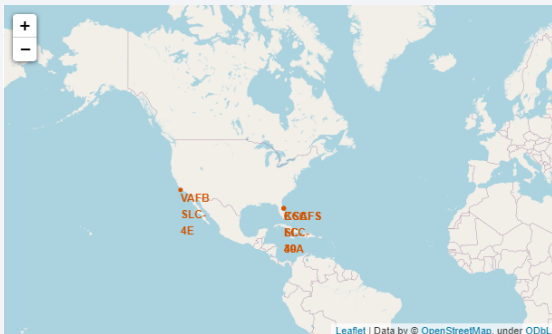 +
−
VAFB
SLC-
4E
Leaflet | Data by © OpenStreetMap, under ODbL